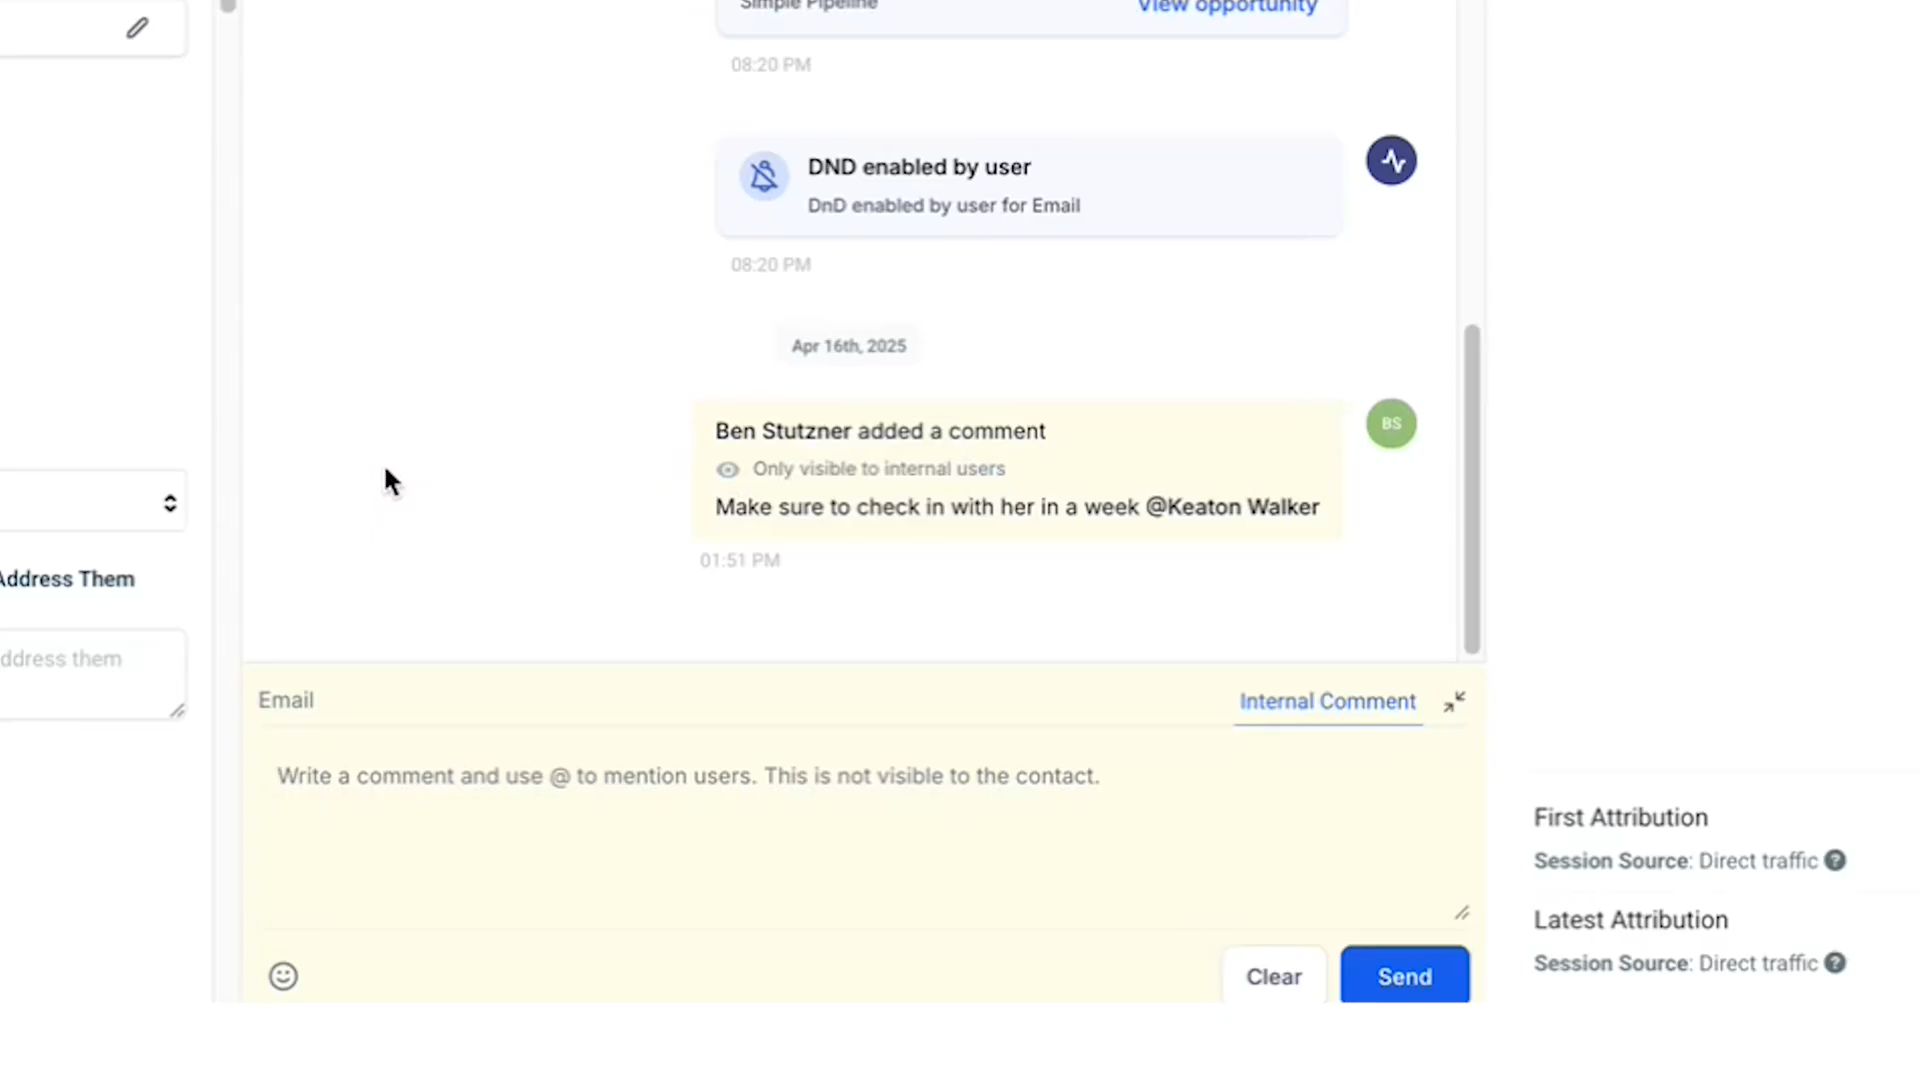 Simple Pipeline
View opportunity
08:20 PM
DND enabled by user
DnD enabled by user for Email
08:20 PM
Apr 16th, 2025
Ben Stutzner added a comment
BS
Only visible to internal users
Make sure to check in with her in a week @Keaton Walker
01:51 PM
Address Them
ddress them
Email
Internal Comment
Write a comment and use @ to mention users. This is not visible to the contact.
Clear
Send
First Attribution
Session Source: Direct traffic ?
Latest Attribution
Session Source: Direct traffic ?